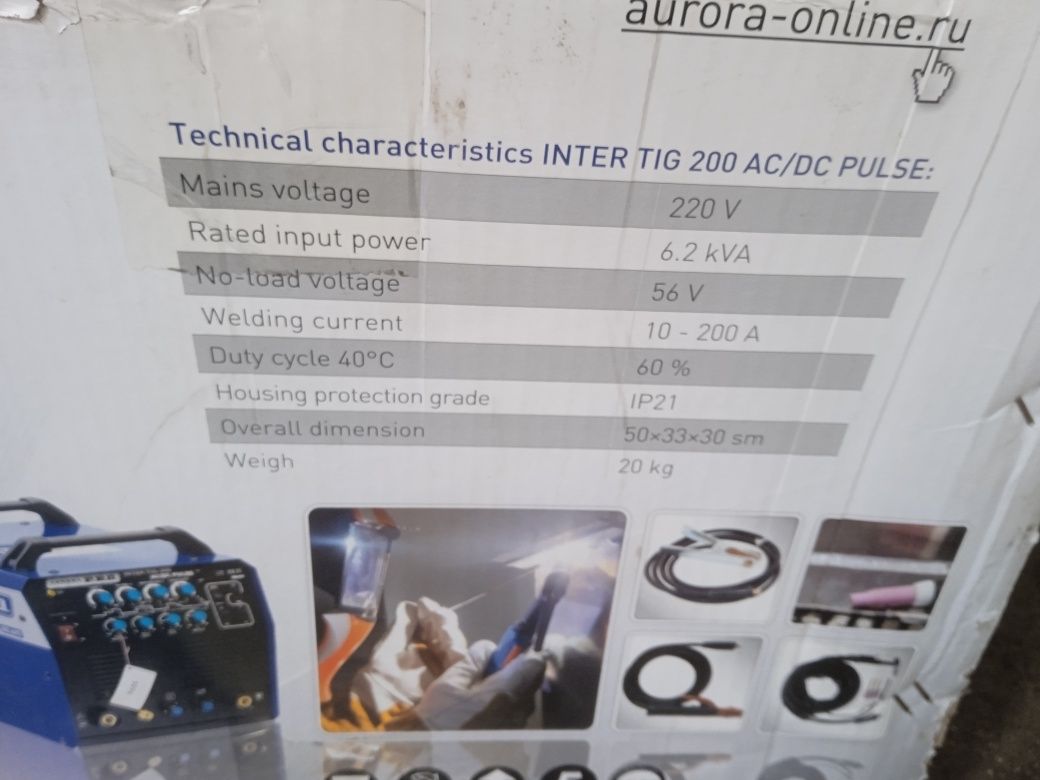 aurora-online.ru
Technical characteristics INTER TIG 200 AC/DC PULSE:
Mains voltage 220 V
Rated input power 6.2 kVA
No-load voltage 56 V
Welding current 10 - 200 A
Duty cycle 40°C 60 %
Housing protection grade IP21
Overall dimension 50×33×30 sm
Weigh 20 kg